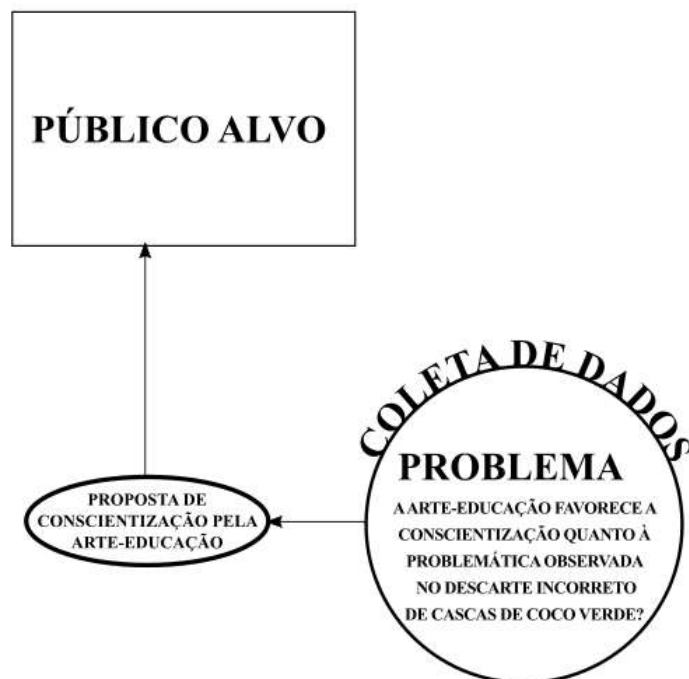 PÚBLICO ALVO
COLETA DE DADOS
PROBLEMA
A ARTE-EDUCAÇÃO FAVORECE A
CONSCIENTIZAÇÃO QUANTO À
PROBLEMÁTICA OBSERVADA
NO DESCARTE INCORRETO
DE CASCAS DE COCO VERDE?
PROPOSTA DE
CONSCIENTIZAÇÃO PELA
ARTE-EDUCAÇÃO